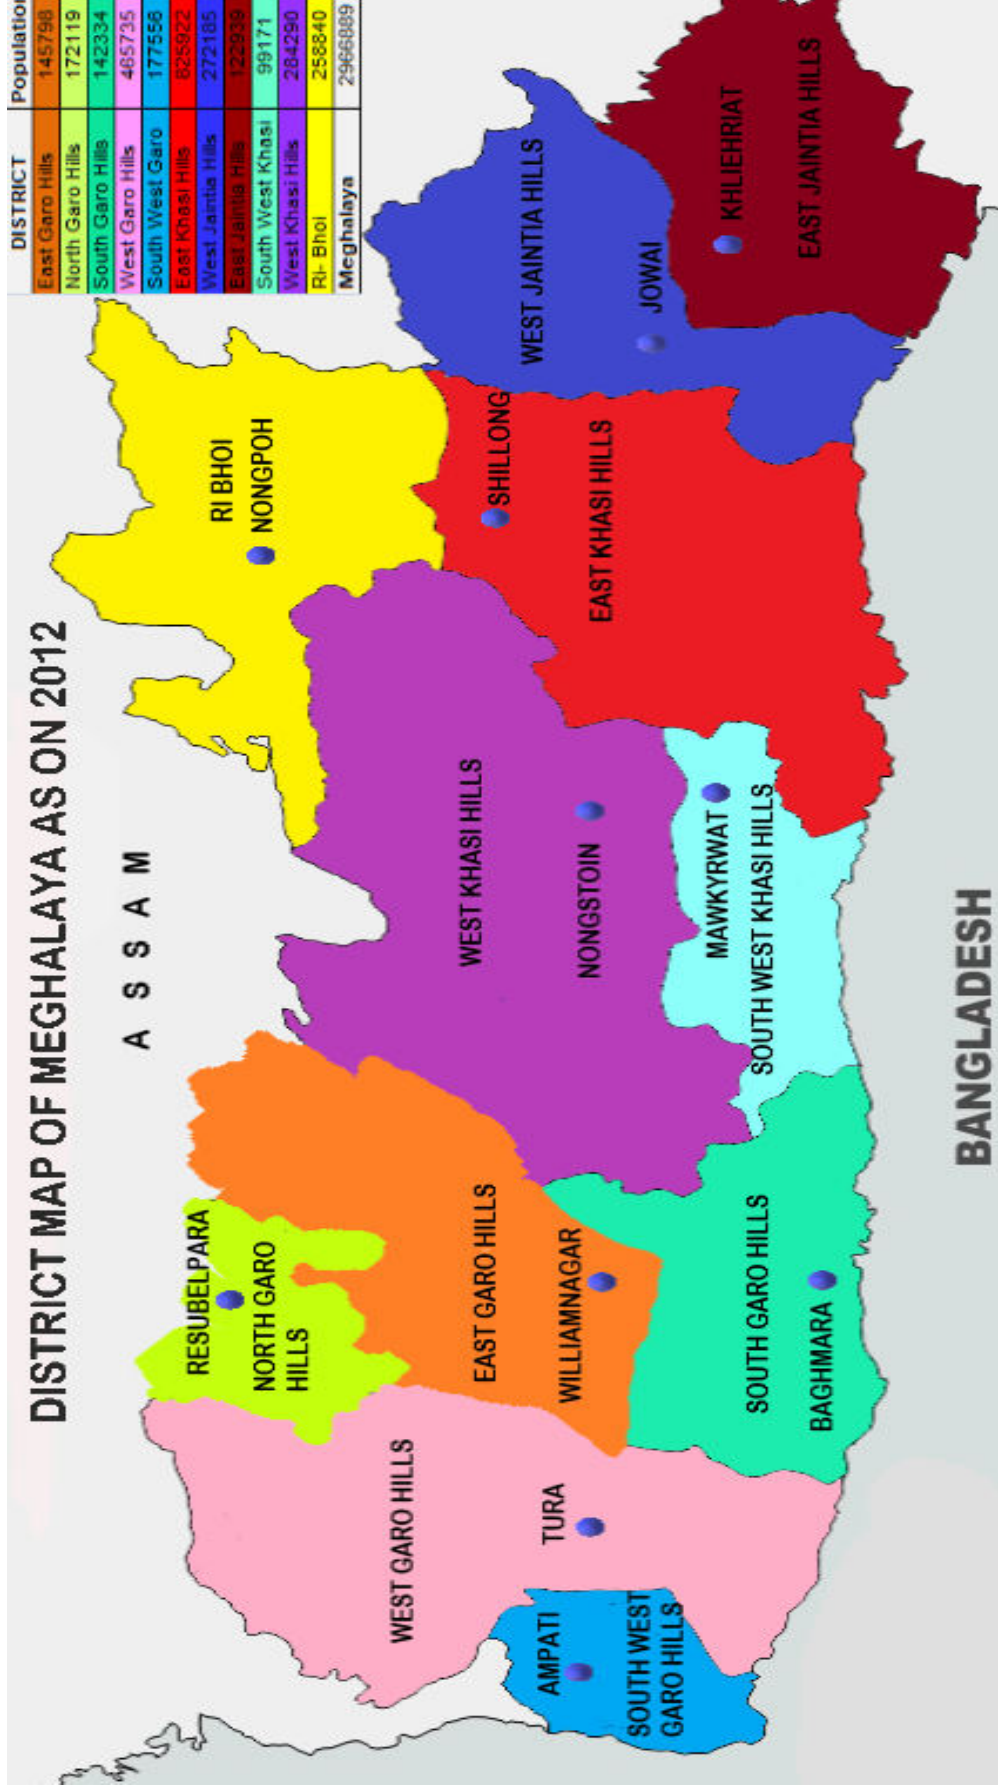 DISTRICT MAP OF MEGHALAYA AS ON 2012
DISTRICT Population
East Garo Hills 145798
North Garo Hills 172119
South Garo Hills 142334
West Garo Hills 465735
South West Garo 177556
East Khasi Hills 825922
West Jaintia Hills 272185
East Jaintia Hills 122939
South West Khasi 99171
West Khasi Hills 284290
Ri- Bhoi 258840
Meghalaya 2966889
A S S A M
RESUBELPARA
NORTH GARO
HILLS
RI BHOI
NONGPOH
WEST GARO HILLS
EAST GARO HILLS
WEST KHASI HILLS
SHILLONG
WEST JAINTIA HILLS
TURA
AMPATI
WILLIAMNAGAR
NONGSTOIN
EAST KHASI HILLS
JOWAI
SOUTH WEST
GARO HILLS
MAWKYRWAT
KHLIEHRIAT
SOUTH GARO HILLS
SOUTH WEST KHASI HILLS
EAST JAINTIA HILLS
BAGHMARA
BANGLADESH